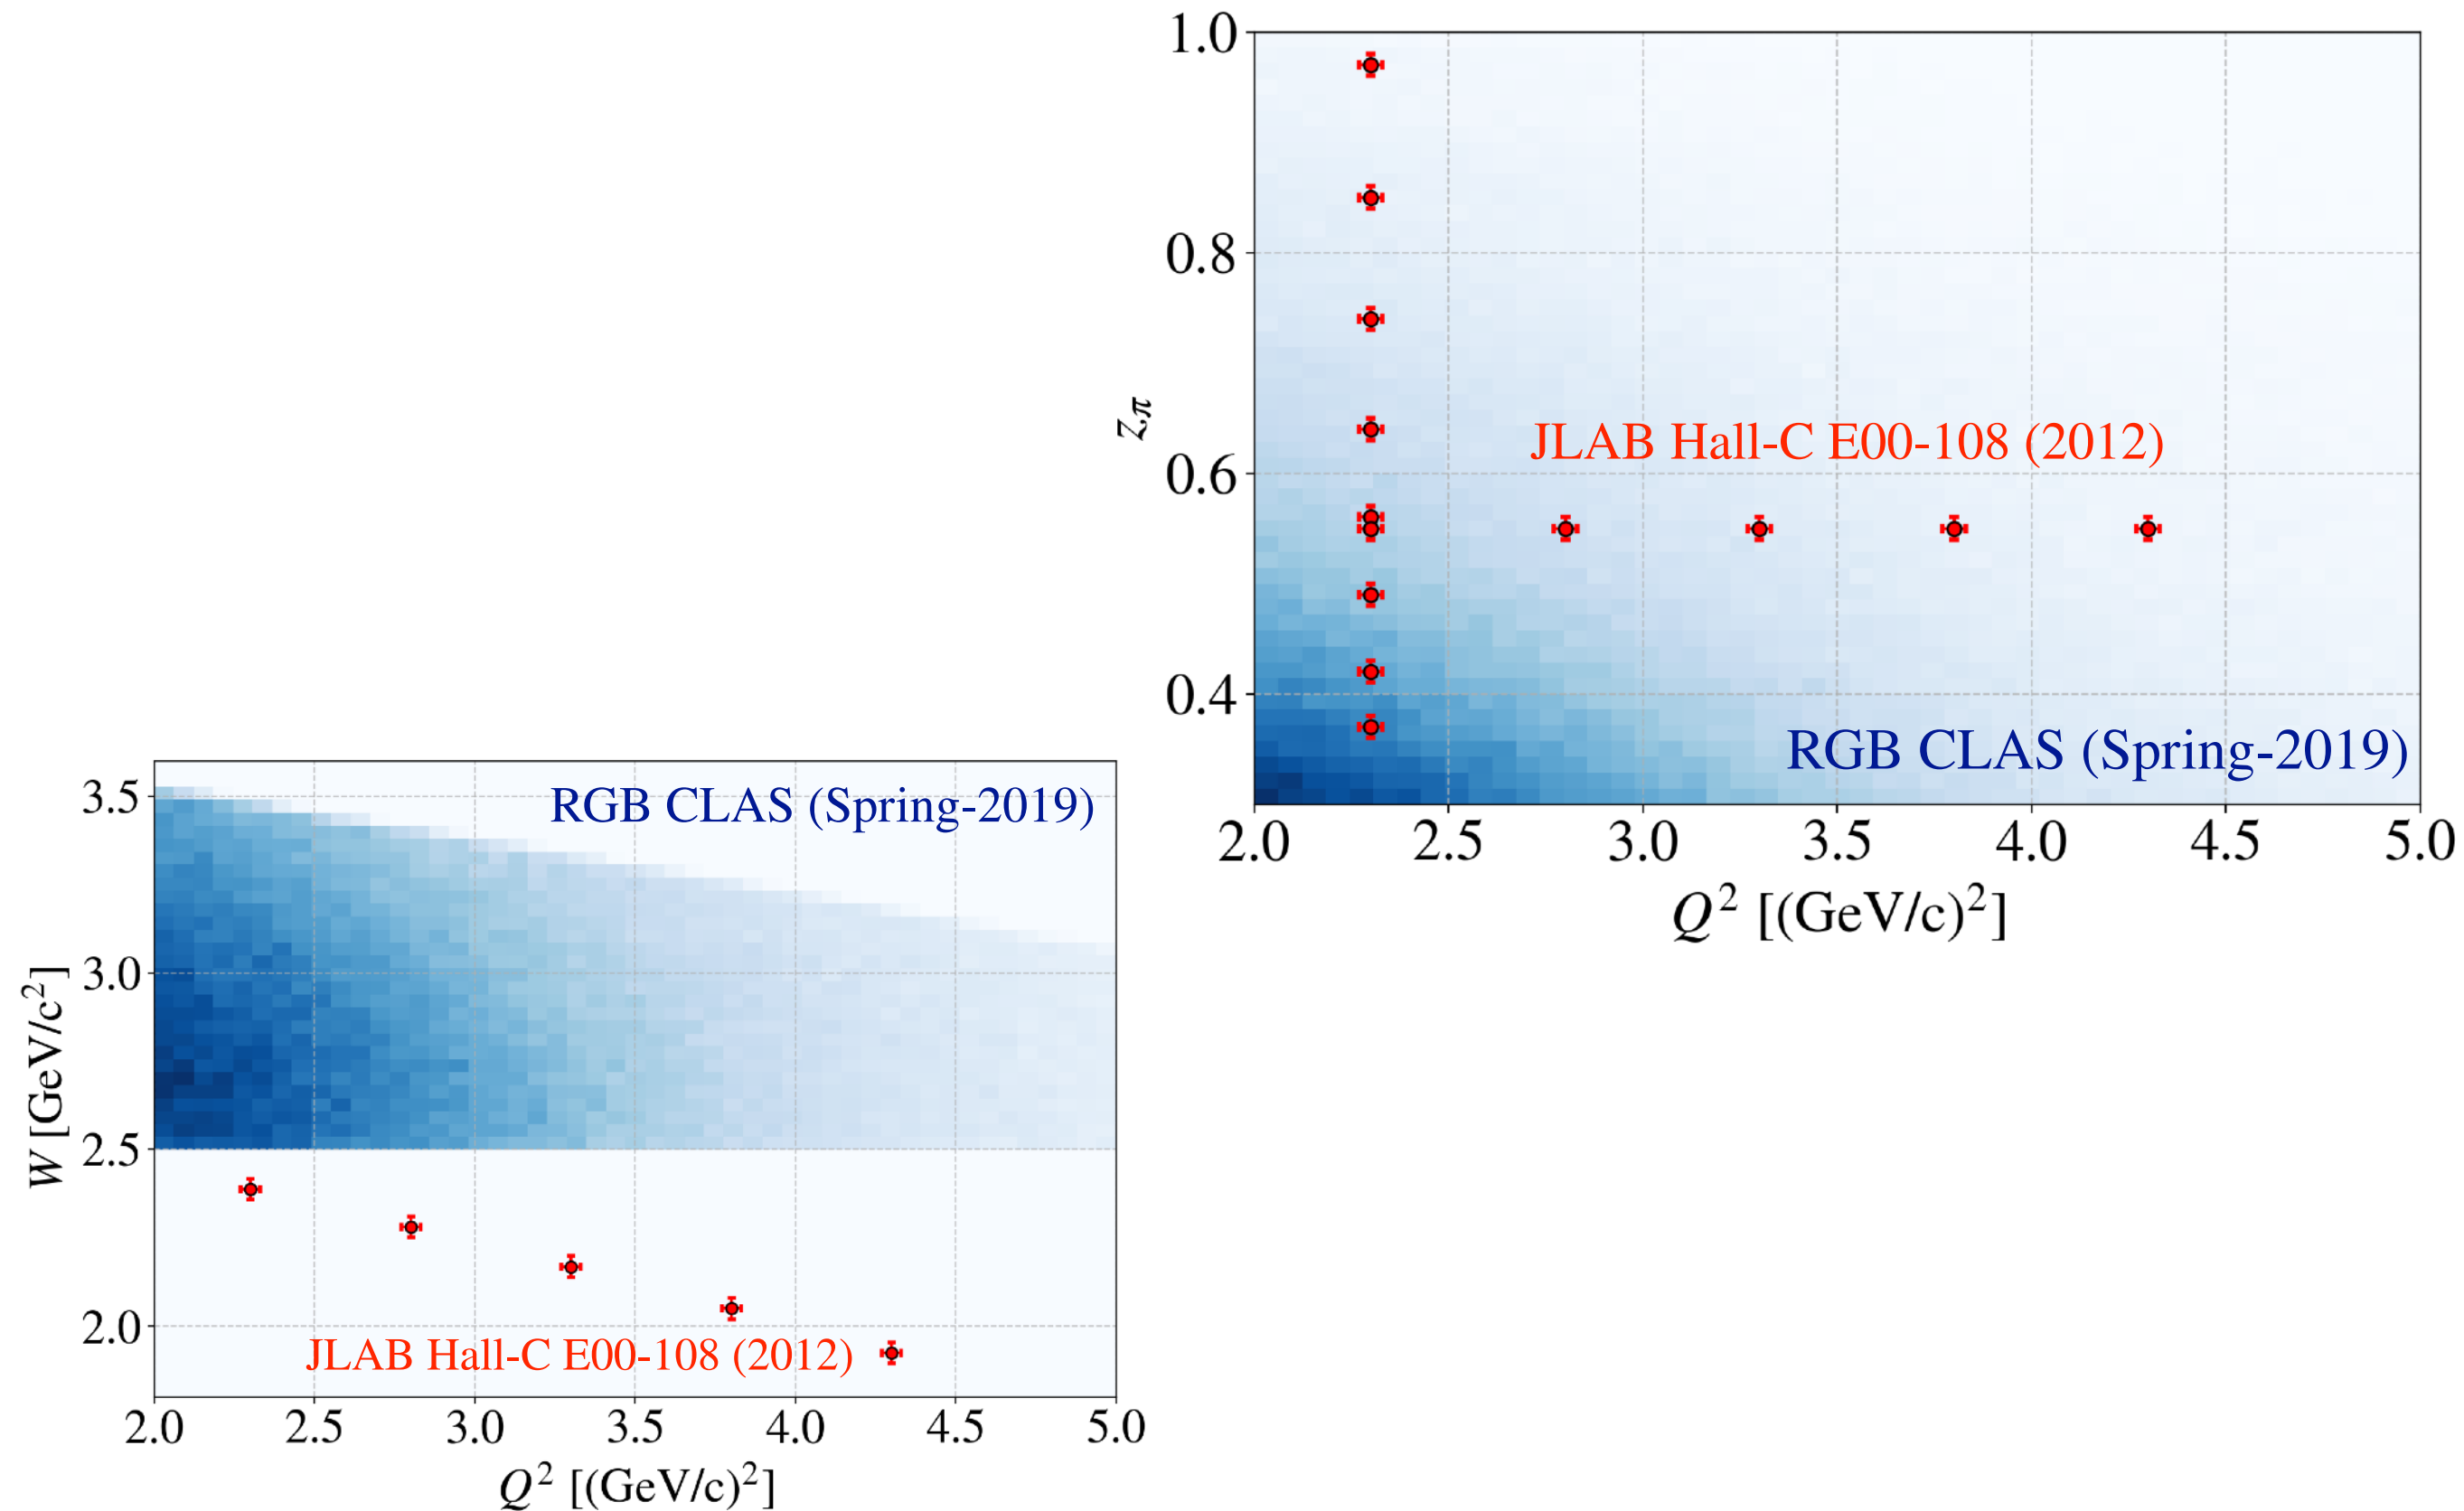 1.0
0.8
0.6
0.4
zπ
JLAB Hall-C E00-108 (2012)
RGB CLAS (Spring-2019)
2.0 2.5 3.0 3.5 4.0 4.5 5.0
Q² [(GeV/c)²]
3.5
3.0
2.5
2.0
W [GeV/c²]
RGB CLAS (Spring-2019)
JLAB Hall-C E00-108 (2012)
2.0 2.5 3.0 3.5 4.0 4.5 5.0
Q² [(GeV/c)²]